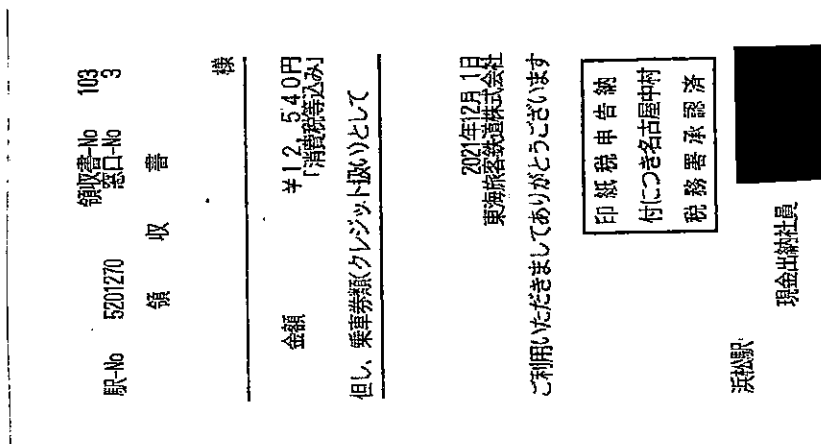 領収書-No 103
駅-No 5201270 窓口-No 3
領 収 書
様
金額 ¥12,540円
「消費税等込み」
但し、乗車券類(クレジット扱い)として
2021年12月 1日
東海旅客鉄道株式会社
ご利用いただきましてありがとうございます
印紙税申告納
付につき名古屋中村
税務署承認済
浜松駅
現金出納社員